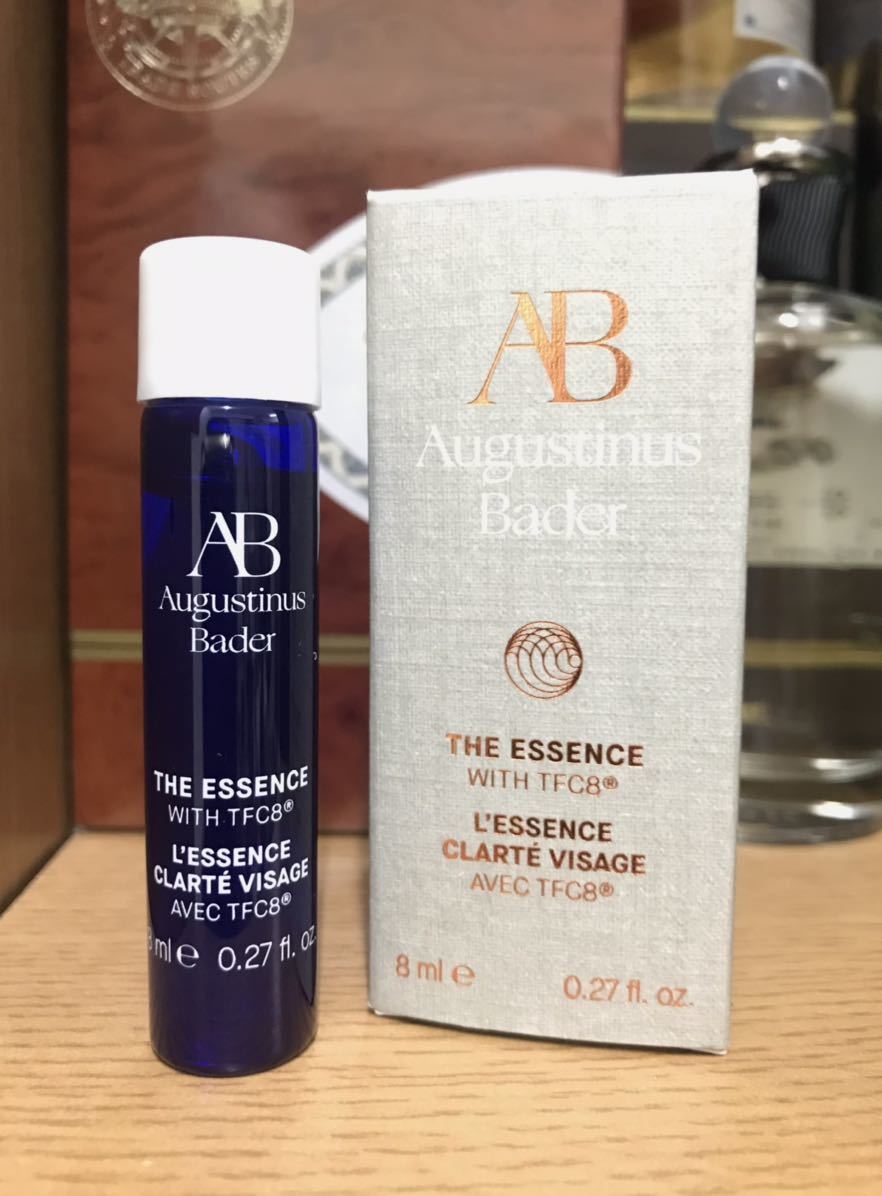 AB
Augustinus
Bader
THE ESSENCE
WITH TFC8®
L'ESSENCE
CLARTÉ VISAGE
AVEC TFC8®
8 ml e 0.27 fl. oz.
AB
Augustinus
Bader
THE ESSENCE
WITH TFC8®
L'ESSENCE
CLARTÉ VISAGE
AVEC TFC8®
8 ml e 0.27 fl. oz.